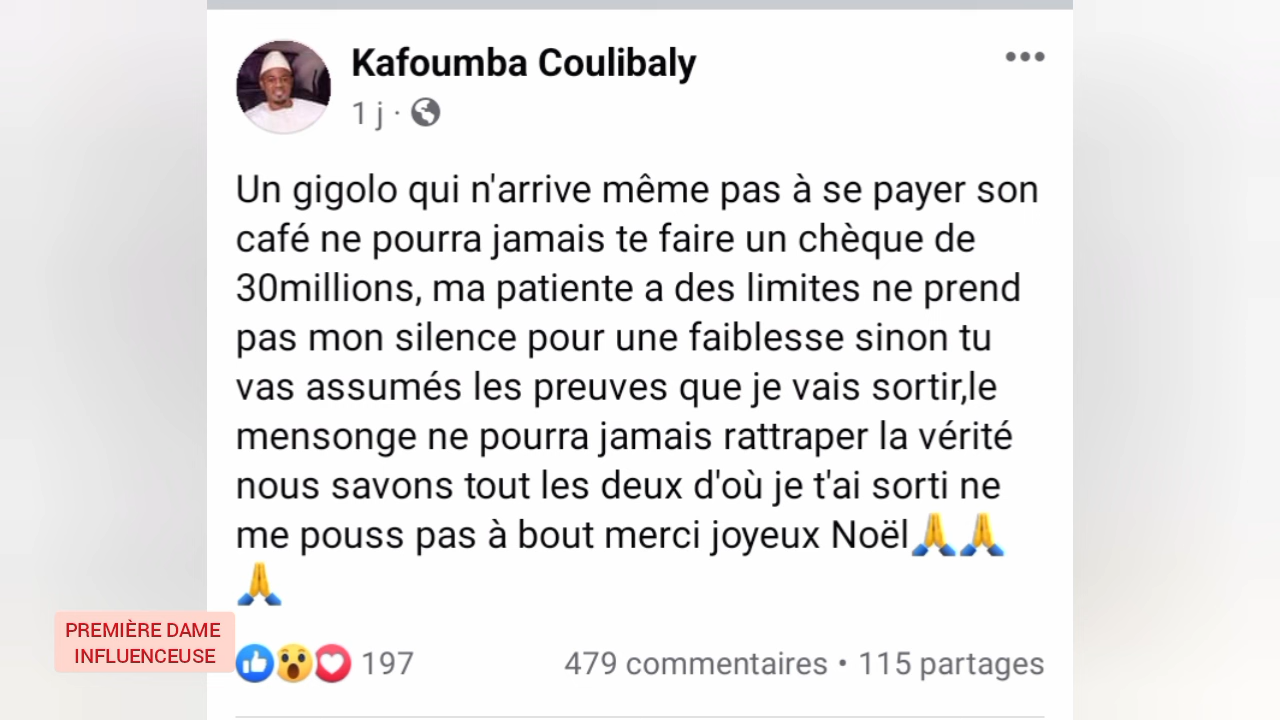 Kafoumba Coulibaly
1 j ·
Un gigolo qui n'arrive même pas à se payer son
café ne pourra jamais te faire un chèque de
30millions, ma patiente a des limites ne prend
pas mon silence pour une faiblesse sinon tu
vas assumés les preuves que je vais sortir,le
mensonge ne pourra jamais rattraper la vérité
nous savons tout les deux d'où je t'ai sorti ne
me pouss pas à bout merci joyeux Noël🙏🙏
🙏
PREMIÈRE DAME
INFLUENCEUSE
197
479 commentaires • 115 partages